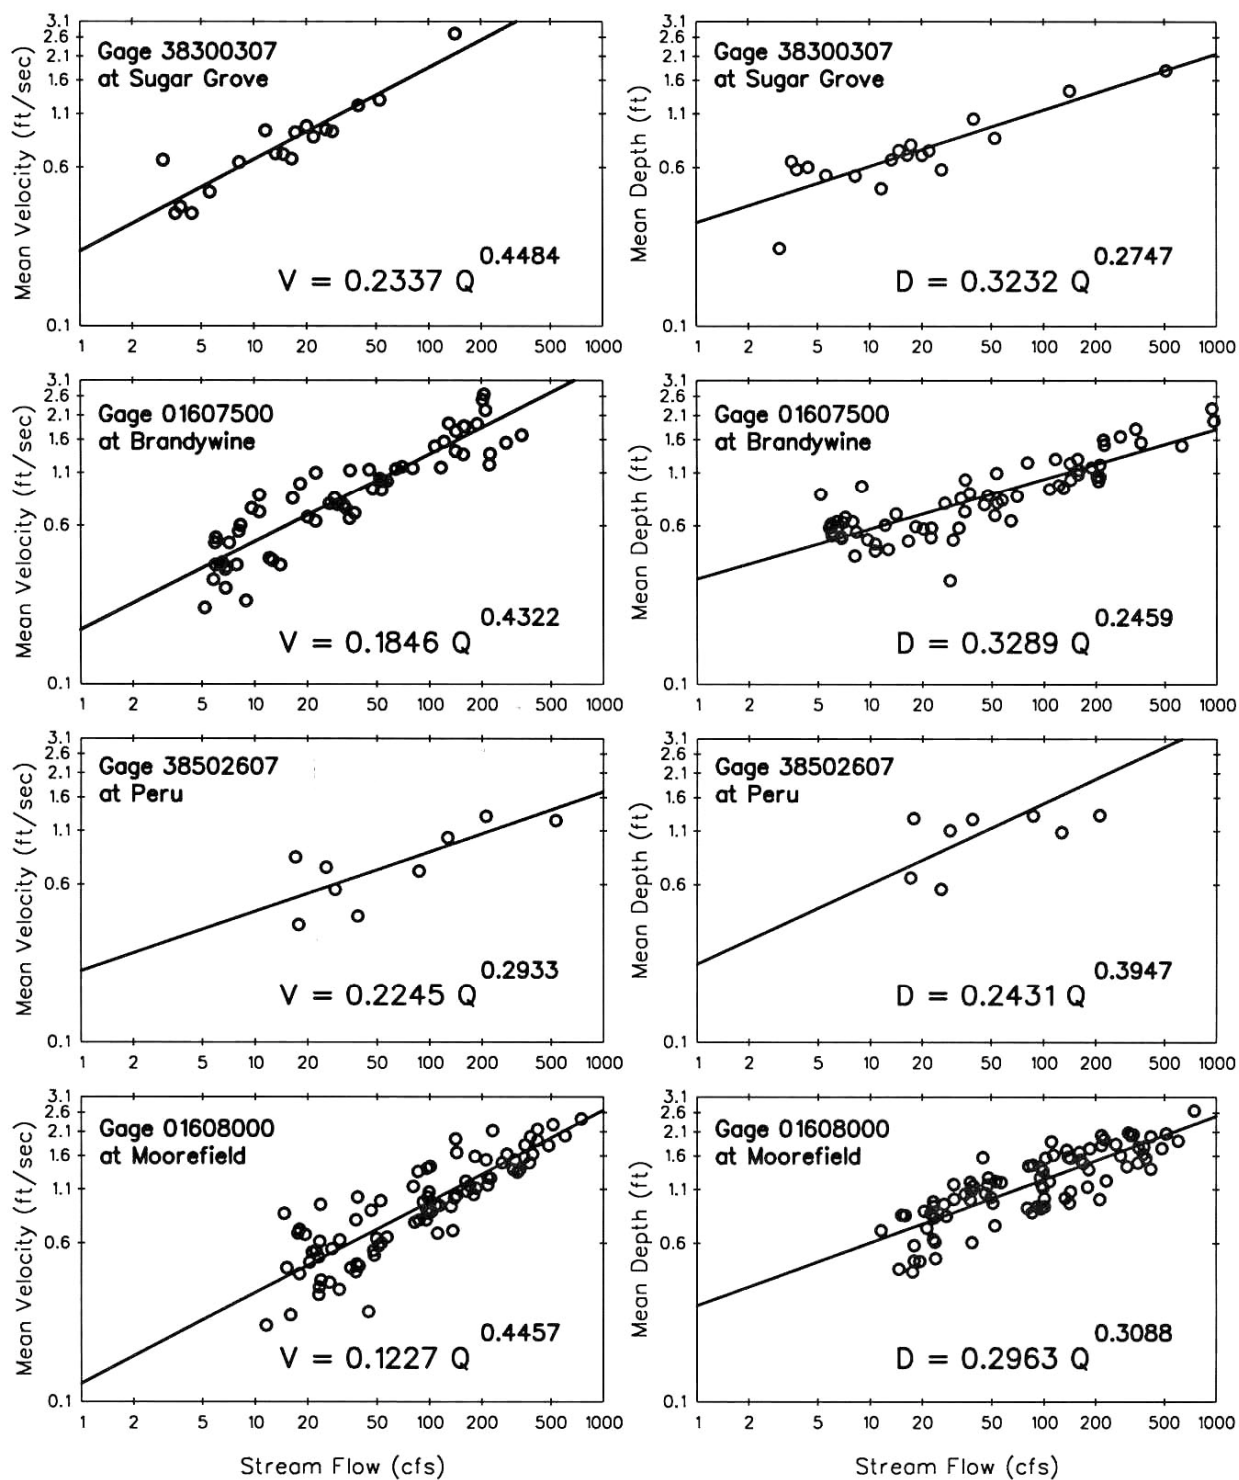 3.1
2.6
2.1
1.6
1.1
0.6
0.1
Mean Velocity (ft/sec)
Gage 38300307
at Sugar Grove
V = 0.2337 Q 0.4484
1 2 5 10 20 50 100 200 500 1000
3.1
2.6
2.1
1.6
1.1
0.6
0.1
Mean Depth (ft)
Gage 38300307
at Sugar Grove
D = 0.3232 Q 0.2747
1 2 5 10 20 50 100 200 500 1000
3.1
2.6
2.1
1.6
1.1
0.6
0.1
Mean Velocity (ft/sec)
Gage 01607500
at Brandywine
V = 0.1846 Q 0.4322
1 2 5 10 20 50 100 200 500 1000
3.1
2.6
2.1
1.6
1.1
0.6
0.1
Mean Depth (ft)
Gage 01607500
at Brandywine
D = 0.3289 Q 0.2459
1 2 5 10 20 50 100 200 500 1000
3.1
2.6
2.1
1.6
1.1
0.6
0.1
Mean Velocity (ft/sec)
Gage 38502607
at Peru
V = 0.2245 Q 0.2933
1 2 5 10 20 50 100 200 500 1000
3.1
2.6
2.1
1.6
1.1
0.6
0.1
Mean Depth (ft)
Gage 38502607
at Peru
D = 0.2431 Q 0.3947
1 2 5 10 20 50 100 200 500 1000
3.1
2.6
2.1
1.6
1.1
0.6
0.1
Mean Velocity (ft/sec)
Gage 01608000
at Moorefield
V = 0.1227 Q 0.4457
1 2 5 10 20 50 100 200 500 1000
Stream Flow (cfs)
3.1
2.6
2.1
1.6
1.1
0.6
0.1
Mean Depth (ft)
Gage 01608000
at Moorefield
D = 0.2963 Q 0.3088
1 2 5 10 20 50 100 200 500 1000
Stream Flow (cfs)